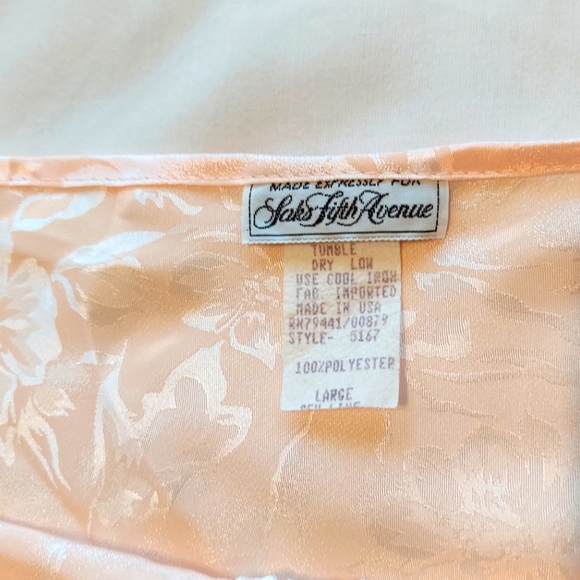 MADE EXPRESSLY FOR
Saks Fifth Avenue
TUMBLE
DRY LOW
USE COOL IRON
FAB. IMPORTED
MADE IN USA
RN79441/00879
STYLE- 5167
100%POLYESTER
LARGE